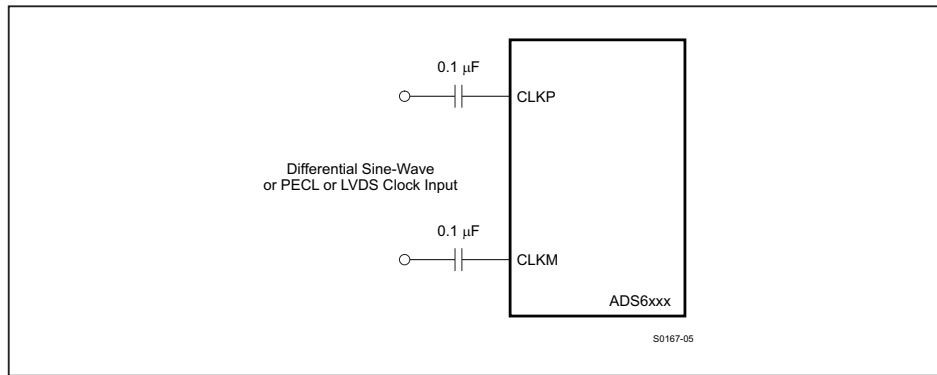 0.1 μF
CLKP
Differential Sine-Wave
or PECL or LVDS Clock Input
0.1 μF
CLKM
ADS6xxx
S0167-05